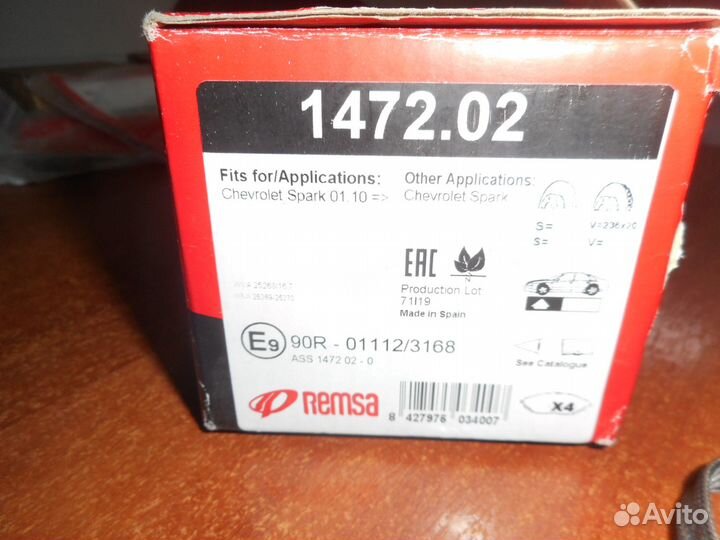 1472.02
Fits for/Applications:
Chevrolet Spark 01.10 =>
Other Applications:
Chevrolet Spark
S= V=236x20
S= V=
EAC
N
Production Lot
71I19
Made in Spain
E9 90R - 01112/3168
ASS 1472 02 - 0
See Catalogue
Remsa
8 427976 034007
X4
Avito